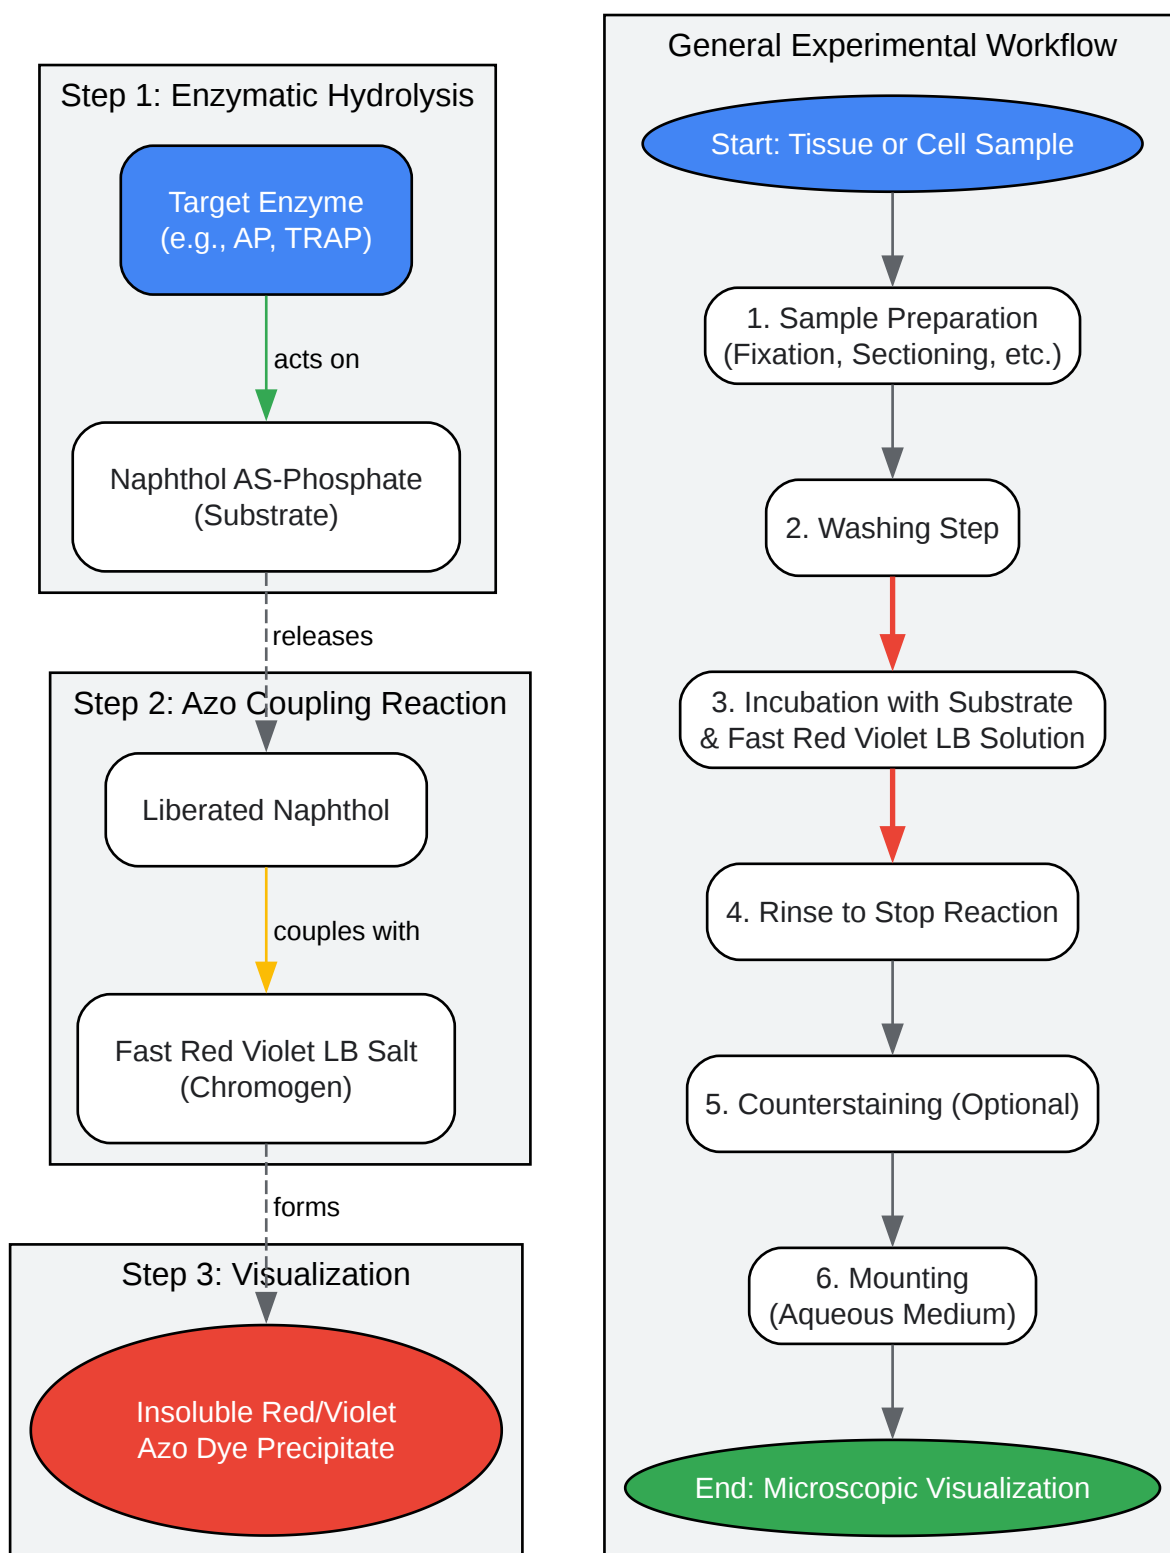 Step 1: Enzymatic Hydrolysis
Target Enzyme
(e.g., AP, TRAP)
acts on
Naphthol AS-Phosphate
(Substrate)
releases
Step 2: Azo Coupling Reaction
Liberated Naphthol
couples with
Fast Red Violet LB Salt
(Chromogen)
forms
Step 3: Visualization
Insoluble Red/Violet
Azo Dye Precipitate
General Experimental Workflow
Start: Tissue or Cell Sample
1. Sample Preparation
(Fixation, Sectioning, etc.)
2. Washing Step
3. Incubation with Substrate
& Fast Red Violet LB Solution
4. Rinse to Stop Reaction
5. Counterstaining (Optional)
6. Mounting
(Aqueous Medium)
End: Microscopic Visualization